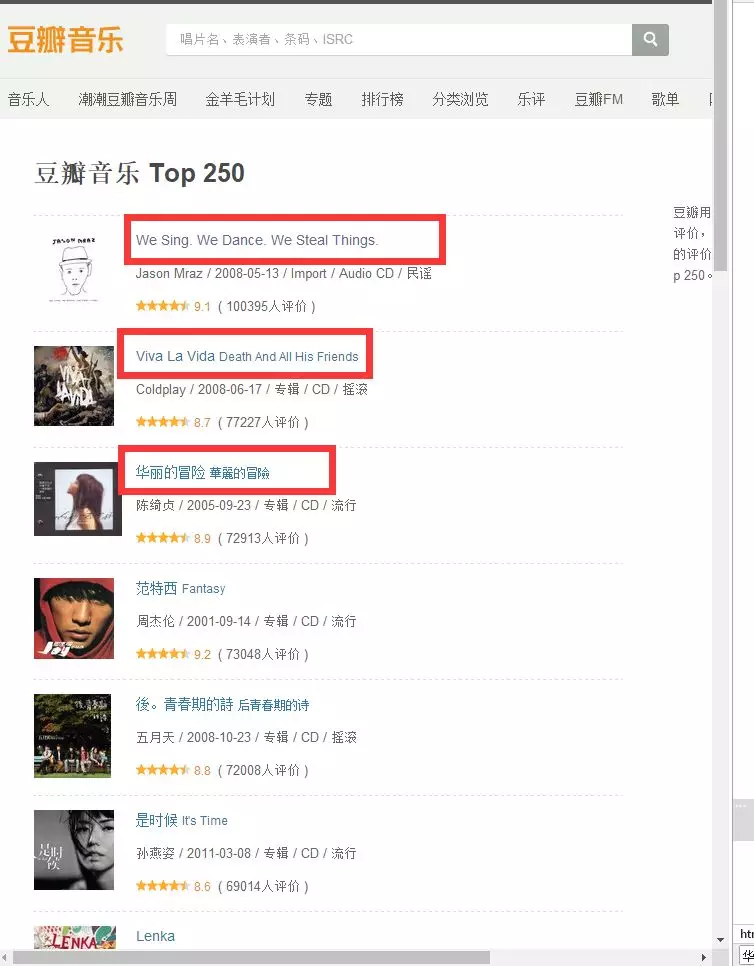 豆瓣音乐
唱片名、表演者、条码、ISRC
音乐人 潮潮豆瓣音乐周 金羊毛计划 专题 排行榜 分类浏览 乐评 豆瓣FM 歌单
豆瓣音乐 Top 250
豆瓣用
评价，
的评价
p 250。
JASON MRAZ
We Sing. We Dance. We Steal Things.
Jason Mraz / 2008-05-13 / Import / Audio CD / 民谣
9.1 ( 100395人评价 )
VIVA LA VIDA
Viva La Vida Death And All His Friends
Coldplay / 2008-06-17 / 专辑 / CD / 摇滚
8.7 ( 77227人评价 )
华丽的冒险 華麗的冒險
陈绮贞 / 2005-09-23 / 专辑 / CD / 流行
8.9 ( 72913人评价 )
范特西 Fantasy
周杰伦 / 2001-09-14 / 专辑 / CD / 流行
9.2 ( 73048人评价 )
Jay
後。青春期的詩 后青春期的诗
五月天 / 2008-10-23 / 专辑 / CD / 摇滚
8.8 ( 72008人评价 )
是时候 It's Time
孙燕姿 / 2011-03-08 / 专辑 / CD / 流行
8.6 ( 69014人评价 )
是时候
LENKA
Lenka
htm
华